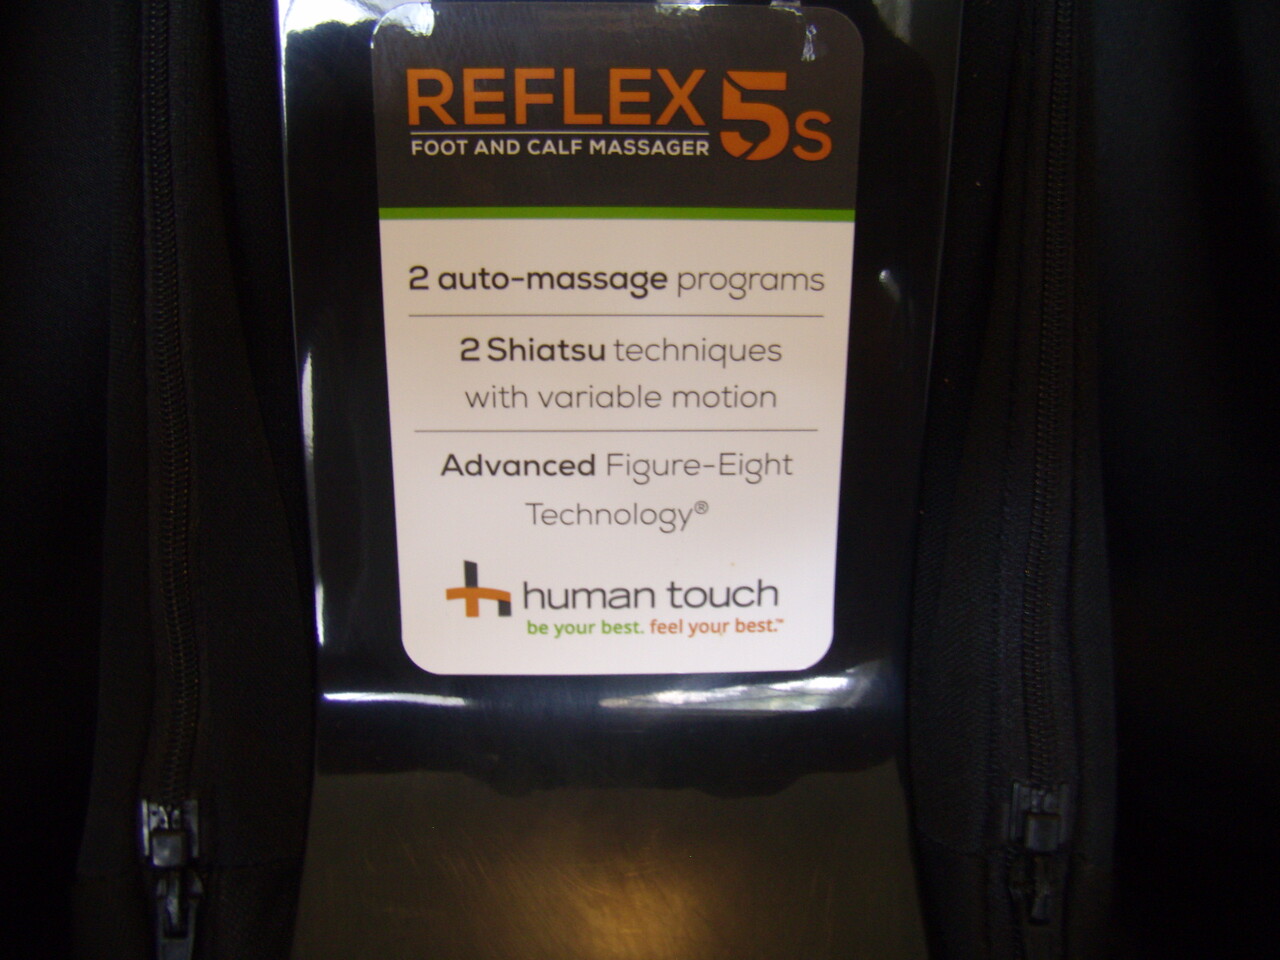 REFLEX 5s
FOOT AND CALF MASSAGER
2 auto-massage programs
2 Shiatsu techniques
with variable motion
Advanced Figure-Eight
Technology®
human touch
be your best. feel your best.™